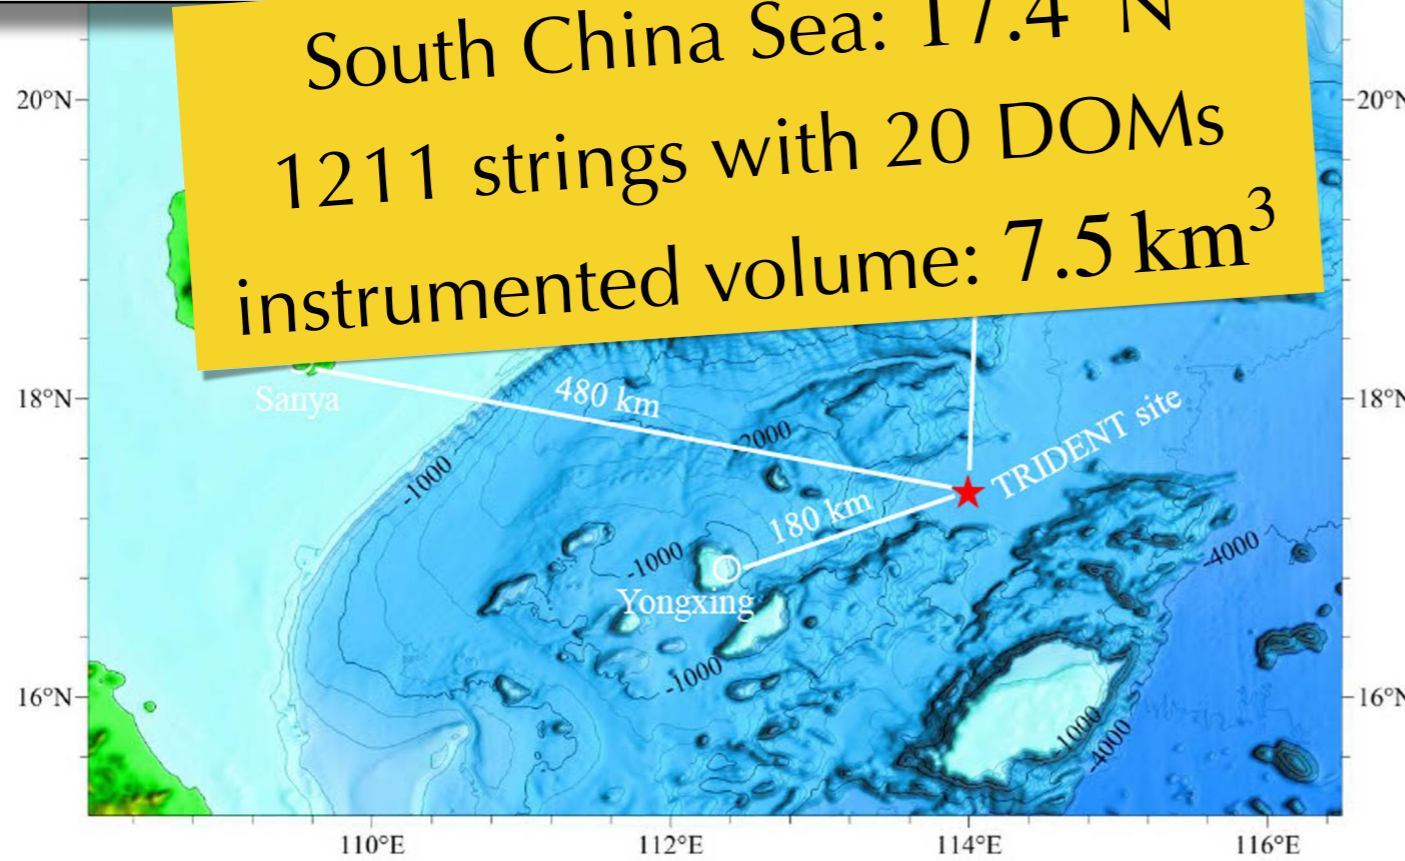 South China Sea: 17.4° N
1211 strings with 20 DOMs
instrumented volume: 7.5 km³
20°N
20°N
18°N
18°N
16°N
16°N
Sanya
480 km
-2000
-1000
TRIDENT site
180 km
-1000
Yongxing
-4000
-1000
-1000
-4000
110°E
112°E
114°E
116°E